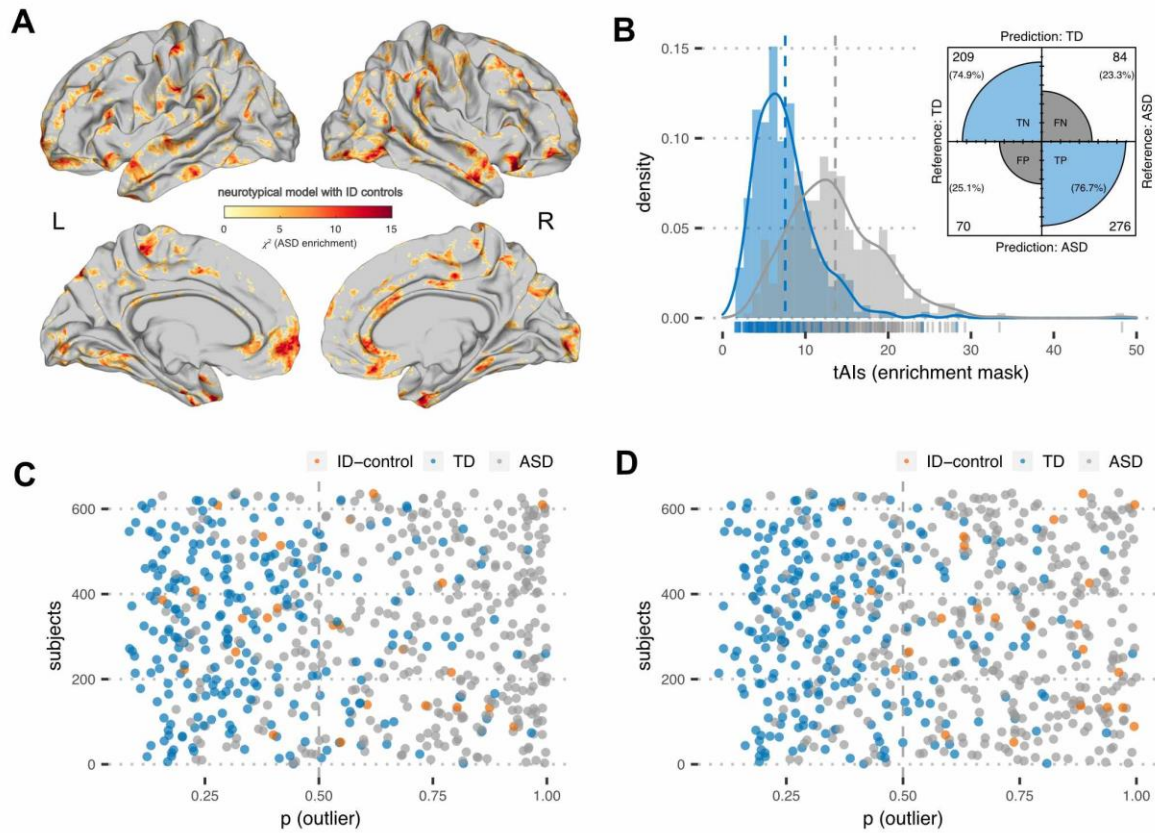 A
neurotypical model with ID controls
0 5 10 15
χ² (ASD enrichment)
L R
B
0.15
0.10
0.05
0.00
density
0 10 20 30 40 50
tAIs (enrichment mask)
Prediction: TD
209 84
(74.9%) (23.3%)
TN FN
FP TP
(25.1%) (76.7%)
70 276
Prediction: ASD
Reference: TD
Reference: ASD
C
ID-control TD ASD
600
400
200
0
subjects
0.25 0.50 0.75 1.00
p (outlier)
D
ID-control TD ASD
600
400
200
0
subjects
0.25 0.50 0.75 1.00
p (outlier)